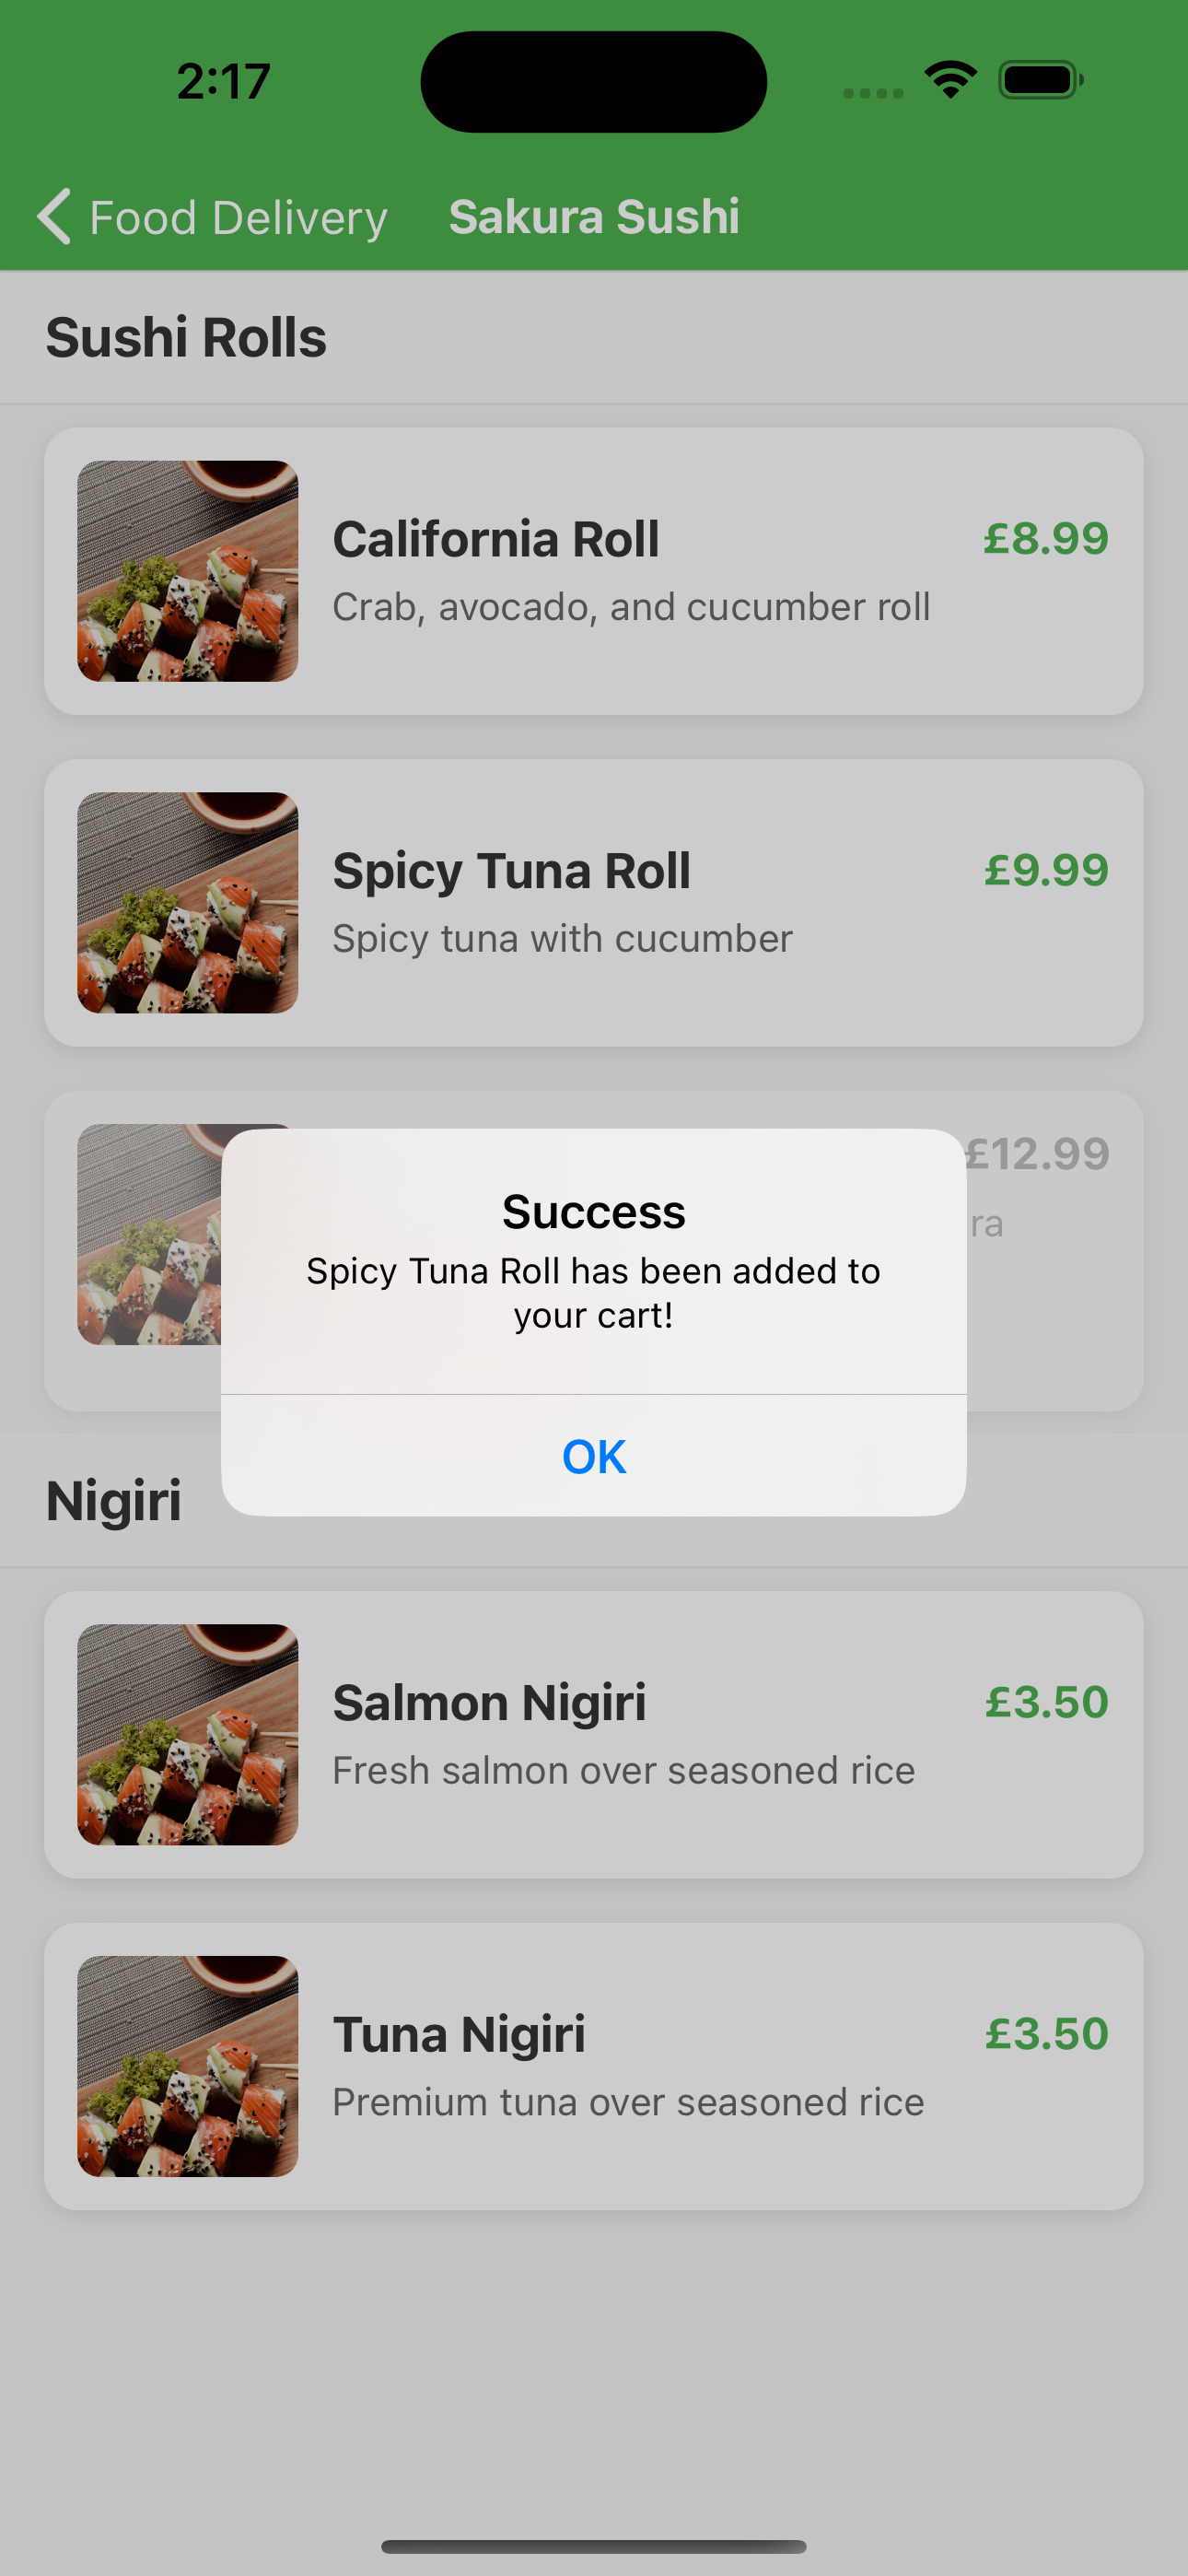 2:17
Food Delivery
Sakura Sushi
Sushi Rolls
California Roll
£8.99
Crab, avocado, and cucumber roll
Spicy Tuna Roll
£9.99
Spicy tuna with cucumber
£12.99
Success
Spicy Tuna Roll has been added to
your cart!
OK
Nigiri
Salmon Nigiri
£3.50
Fresh salmon over seasoned rice
Tuna Nigiri
£3.50
Premium tuna over seasoned rice